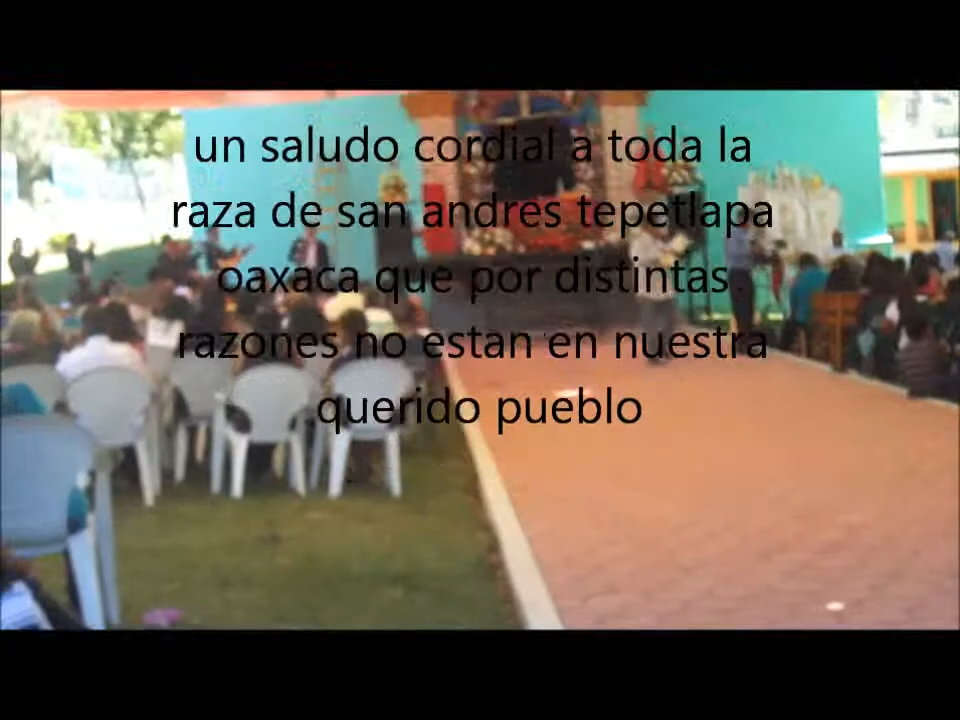 un saludo cordial a toda la
raza de san andres tepetlapa
oaxaca que por distintas
razones no estan en nuestra
querido pueblo